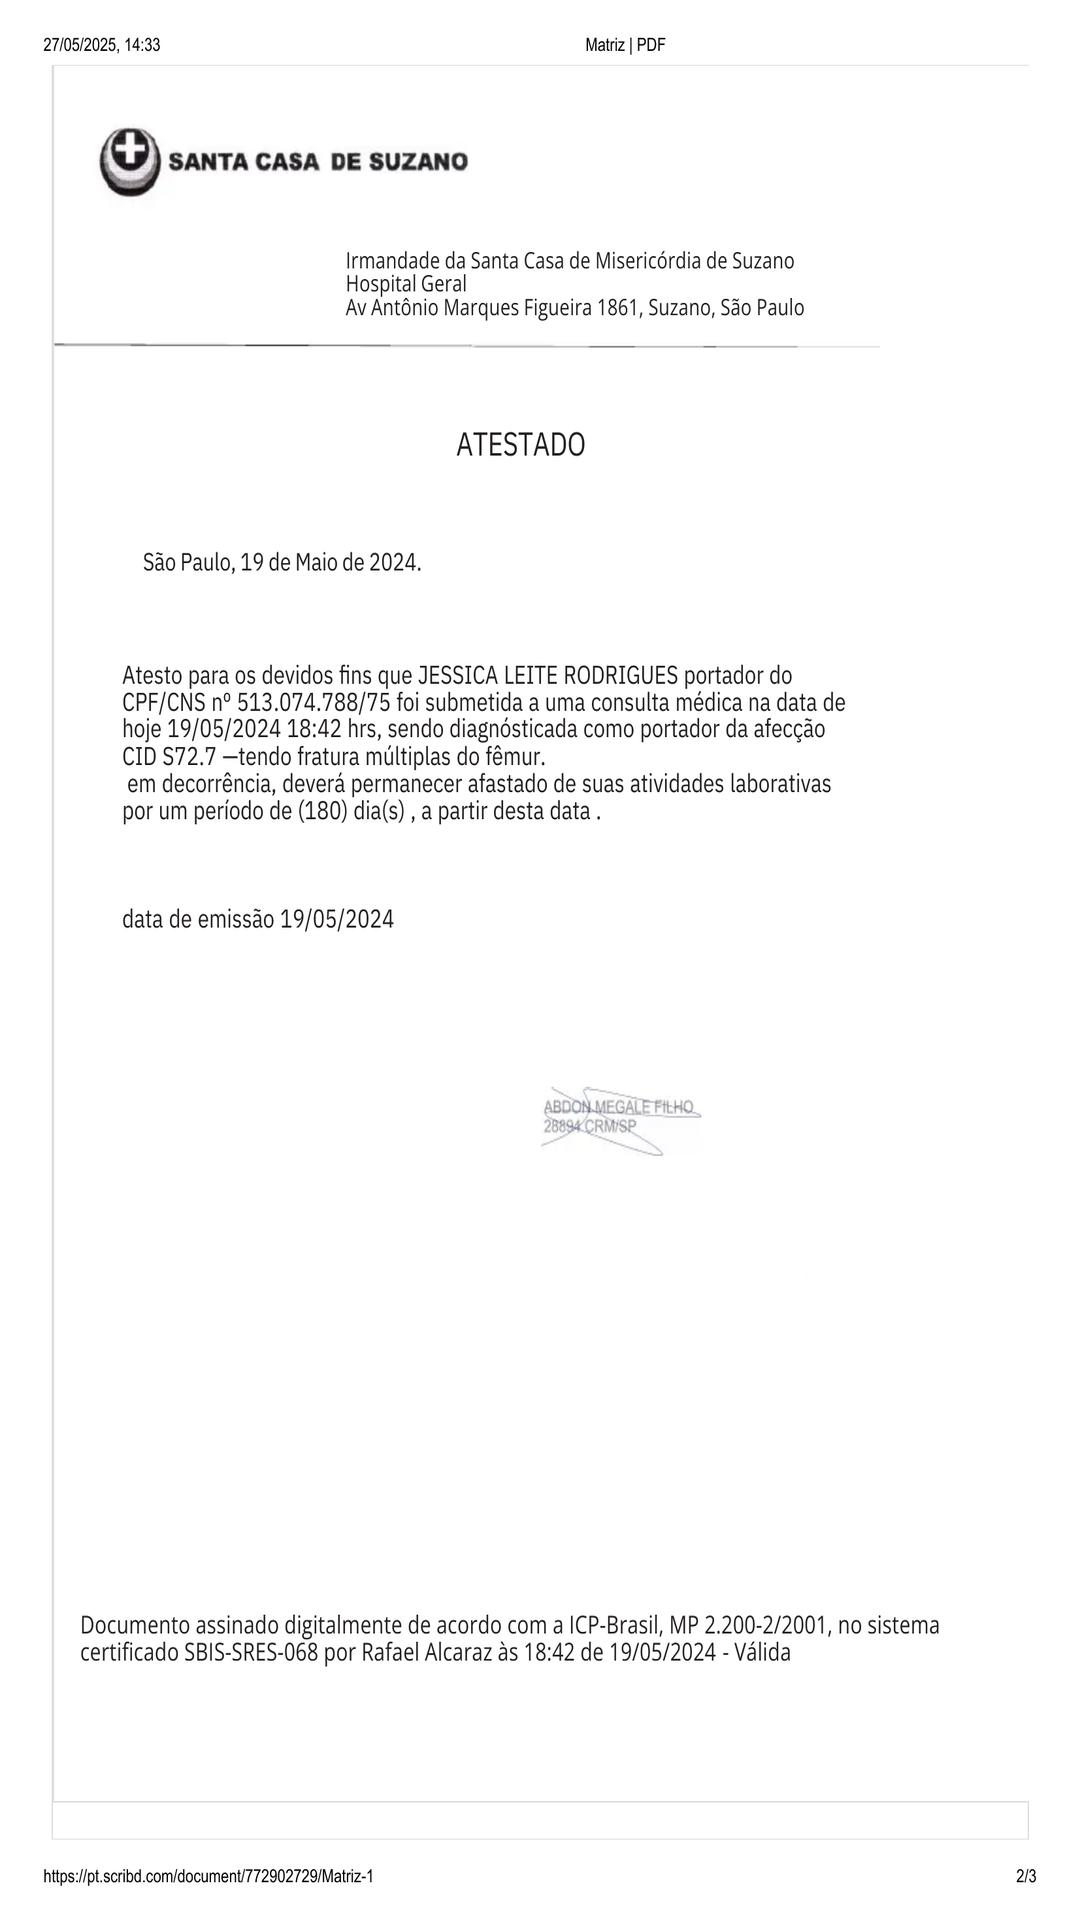 27/05/2025, 14:33 Matriz | PDF
SANTA CASA DE SUZANO
Irmandade da Santa Casa de Misericórdia de Suzano
Hospital Geral
Av Antônio Marques Figueira 1861, Suzano, São Paulo
ATESTADO
São Paulo, 19 de Maio de 2024.
Atesto para os devidos fins que JESSICA LEITE RODRIGUES portador do
CPF/CNS nº 513.074.788/75 foi submetida a uma consulta médica na data de
hoje 19/05/2024 18:42 hrs, sendo diagnósticada como portador da afecção
CID S72.7 —tendo fratura múltiplas do fêmur.
em decorrência, deverá permanecer afastado de suas atividades laborativas
por um período de (180) dia(s) , a partir desta data .
data de emissão 19/05/2024
ABDON MEGALE FILHO
28894 CRM/SP
Documento assinado digitalmente de acordo com a ICP-Brasil, MP 2.200-2/2001, no sistema
certificado SBIS-SRES-068 por Rafael Alcaraz às 18:42 de 19/05/2024 - Válida
https://pt.scribd.com/document/772902729/Matriz-1 2/3